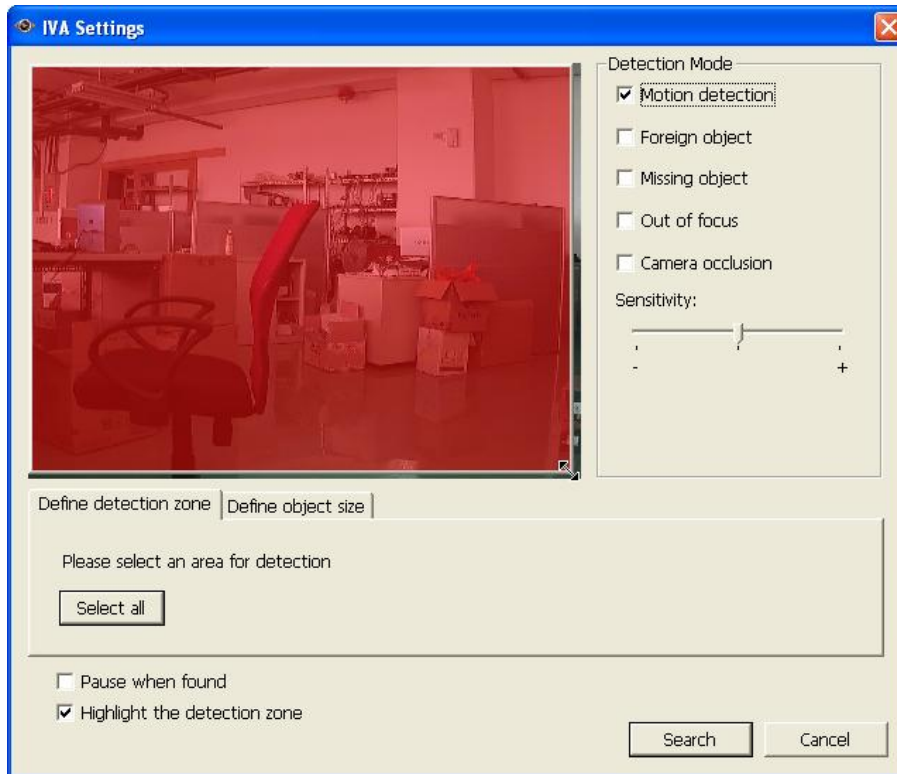 IVA Settings
Detection Mode
Motion detection
Foreign object
Missing object
Out of focus
Camera occlusion
Sensitivity:
- +
Define detection zone
Define object size
Please select an area for detection
Select all
Pause when found
Highlight the detection zone
Search
Cancel